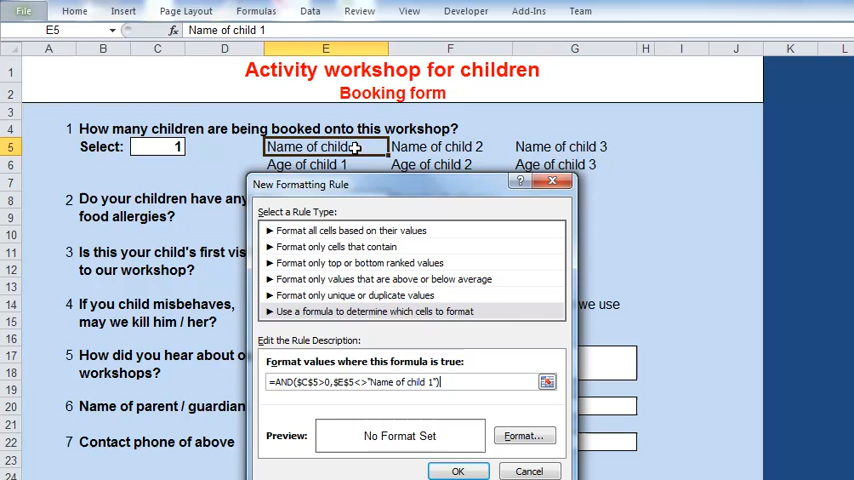 File Home Insert Page Layout Formulas Data Review View Developer Add-Ins Team
E5 fx Name of child 1
A B C D E F G H I J K L
1 Activity workshop for children
2 Booking form
3
4 1 How many children are being booked onto this workshop?
5 Select: 1 Name of child Name of child 2 Name of child 3
6 Age of child 1 Age of child 2 Age of child 3
7 New Formatting Rule
Select a Rule Type:
8 2 Do your children have any
9 food allergies?
Format all cells based on their values
10 Format only cells that contain
11 3 Is this your child's first vis
Format only top or bottom ranked values
12 to our workshop?
13 Format only values that are above or below average
Format only unique or duplicate values
14 4 If you child misbehaves, ns we use
Use a formula to determine which cells to format
15 may we kill him / her?
16 Edit the Rule Description:
17 5 How did you hear about o
Format values where this formula is true:
18 workshop?
=AND($C$5>0,$E$5<>"Name of child 1")
19
20 6 Name of parent / guardian
21
22 7 Contact phone of above Preview: No Format Set Format...
23
24 OK Cancel